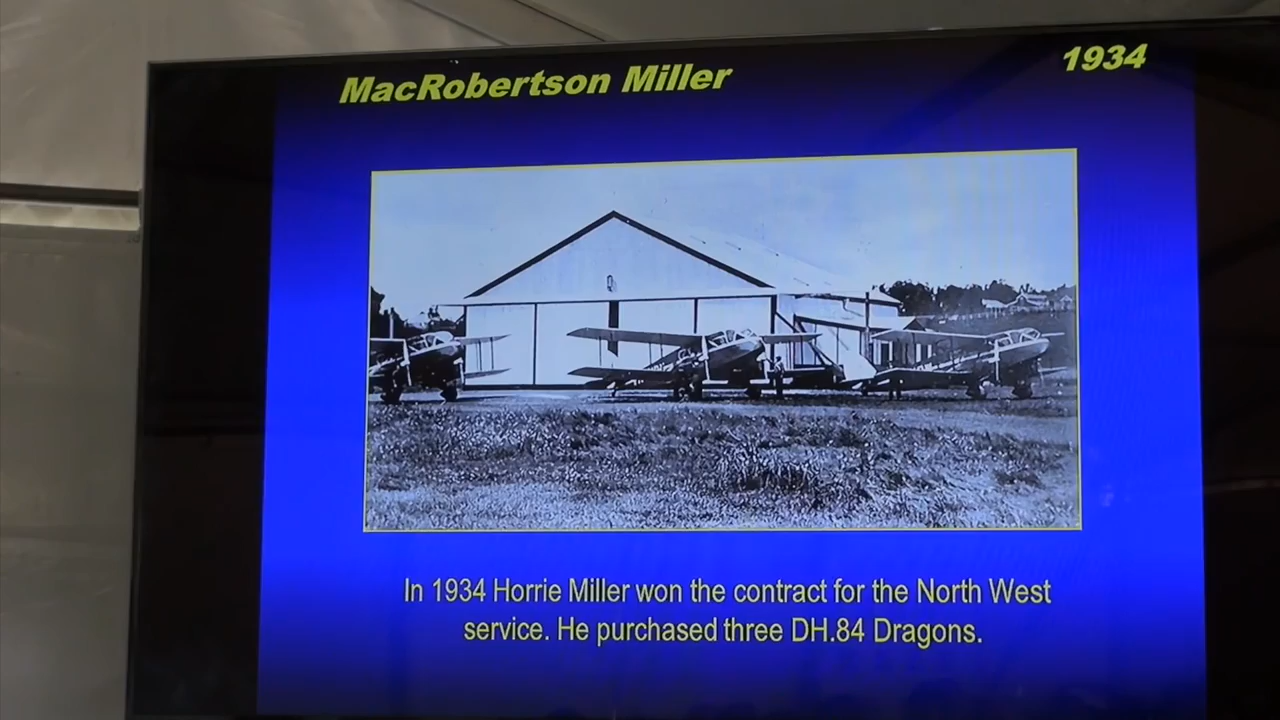 MacRobertson Miller
1934
In 1934 Horrie Miller won the contract for the North West
service. He purchased three DH.84 Dragons.